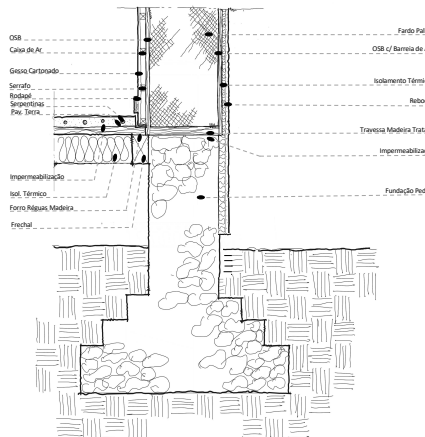 OSB
Caixa de Ar
Gesso Cartonado
Serrafo
Rodapé
Serpentinas
Pav. Terra
Impermeabilização
Isol. Térmico
Forro Réguas Madeira
Frechal
Fardo Pal
OSB c/ Barreia de
Isolamento Térmi
Rebo
Travessa Madeira Trat
Impermeabiliza
Fundação Ped